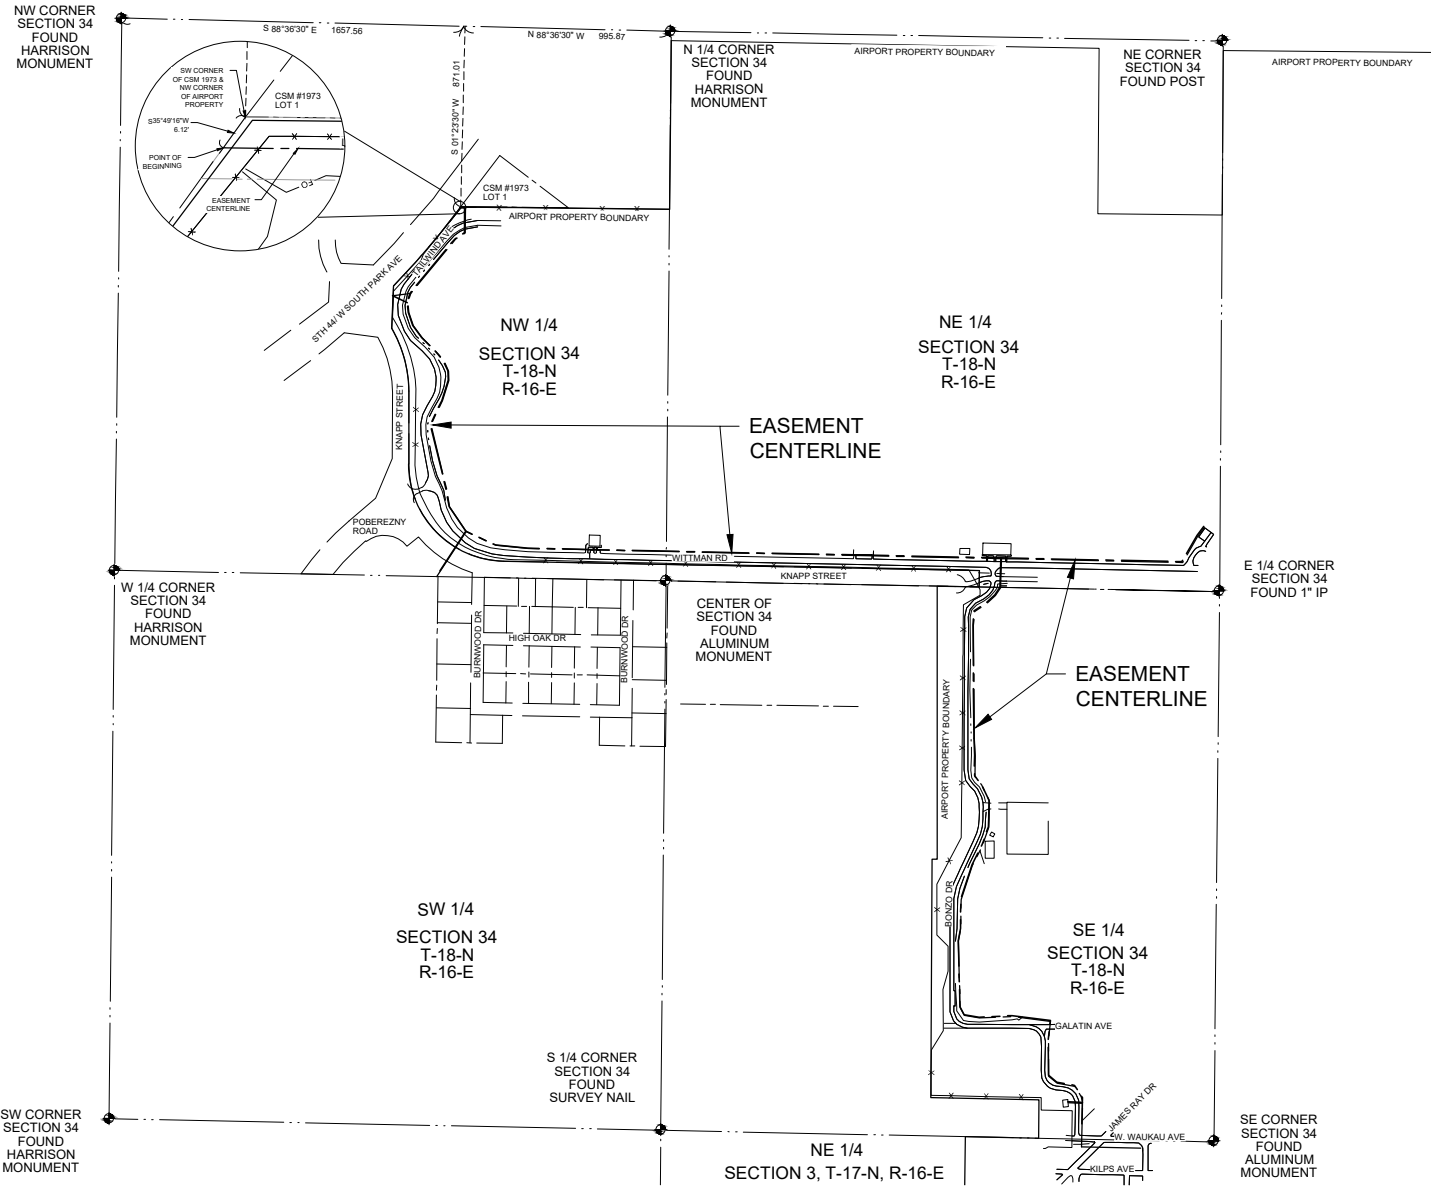 NW CORNER
SECTION 34
FOUND
HARRISON
MONUMENT
S 88°36'30" E 1657.56
N 88°36'30" W 995.87
S 01°23'30" W 871.01
N 1/4 CORNER
SECTION 34
FOUND
HARRISON
MONUMENT
AIRPORT PROPERTY BOUNDARY
NE CORNER
SECTION 34
FOUND POST
AIRPORT PROPERTY BOUNDARY
SW CORNER
OF CSM 1973 &
NW CORNER
OF AIRPORT
PROPERTY
CSM #1973
LOT 1
S35°49'16"W
6.12'
POINT OF
BEGINNING
EASEMENT
CENTERLINE
FO
CSM #1973
LOT 1
AIRPORT PROPERTY BOUNDARY
TAILWIND AVE
STH 44/ W SOUTH PARK AVE
NW 1/4
SECTION 34
T-18-N
R-16-E
NE 1/4
SECTION 34
T-18-N
R-16-E
KNAPP STREET
EASEMENT
CENTERLINE
POBEREZNY
ROAD
WITTMAN RD
KNAPP STREET
W 1/4 CORNER
SECTION 34
FOUND
HARRISON
MONUMENT
E 1/4 CORNER
SECTION 34
FOUND 1" IP
CENTER OF
SECTION 34
FOUND
ALUMINUM
MONUMENT
BURNWOOD DR
HIGH OAK DR
BURNWOOD DR
EASEMENT
CENTERLINE
AIRPORT PROPERTY BOUNDARY
BONZO DR
SW 1/4
SECTION 34
T-18-N
R-16-E
SE 1/4
SECTION 34
T-18-N
R-16-E
GALATIN AVE
S 1/4 CORNER
SECTION 34
FOUND
SURVEY NAIL
JAMES RAY DR
W. WAUKAU AVE
KILPS AVE
SW CORNER
SECTION 34
FOUND
HARRISON
MONUMENT
NE 1/4
SECTION 3, T-17-N, R-16-E
SE CORNER
SECTION 34
FOUND
ALUMINUM
MONUMENT